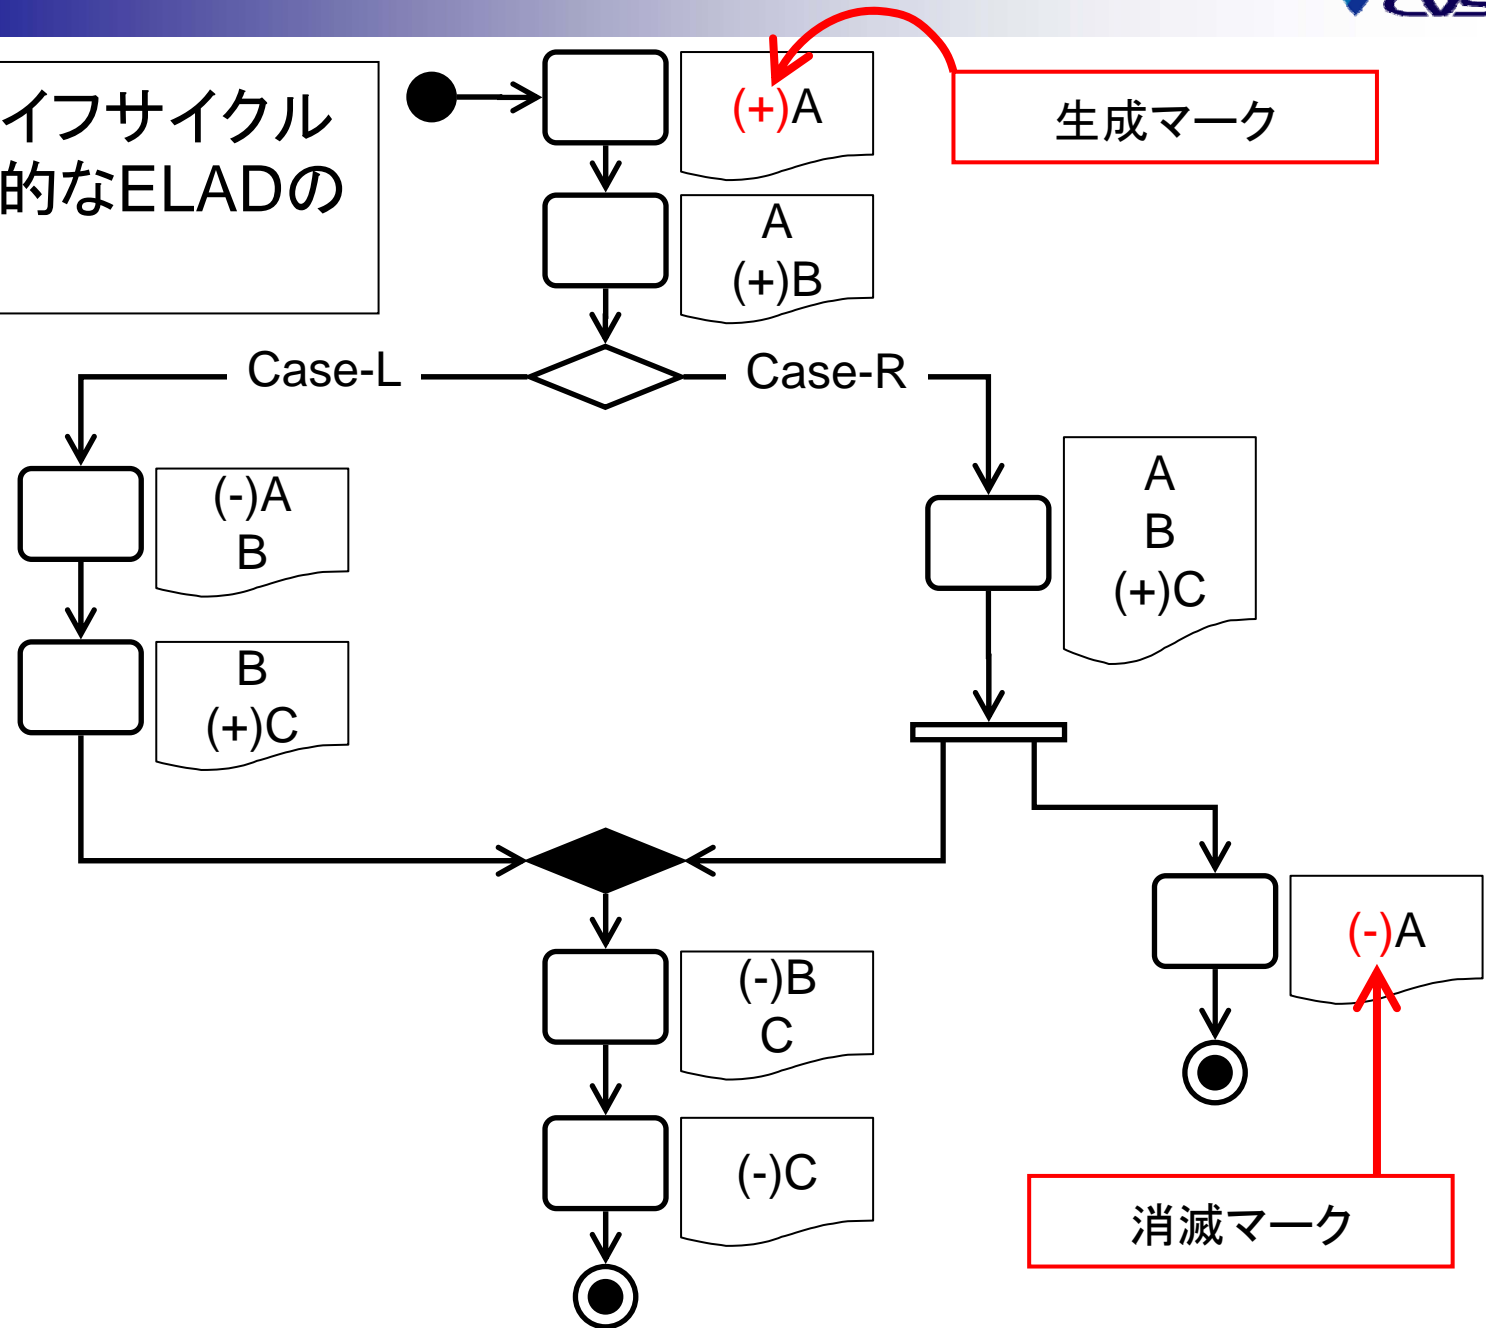 イフサイクル
的なELADの
(+)A
生成マーク
A
(+)B
Case-L
Case-R
(-)A
B
A
B
(+)C
B
(+)C
(-)A
(-)B
C
(-)C
消滅マーク